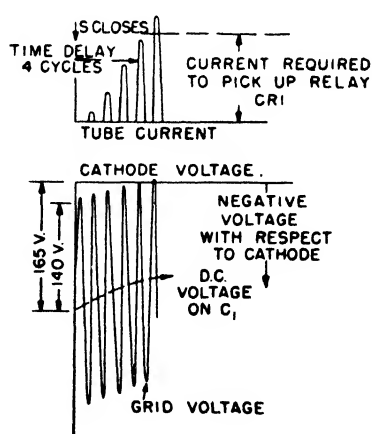 S CLOSES
TIME DELAY
4 CYCLES
CURRENT REQUIRED
TO PICK UP RELAY
CR1
TUBE CURRENT
CATHODE VOLTAGE.
NEGATIVE
VOLTAGE
WITH RESPECT
TO CATHODE
165 V.
140 V.
D.C.
VOLTAGE
ON C1
GRID VOLTAGE